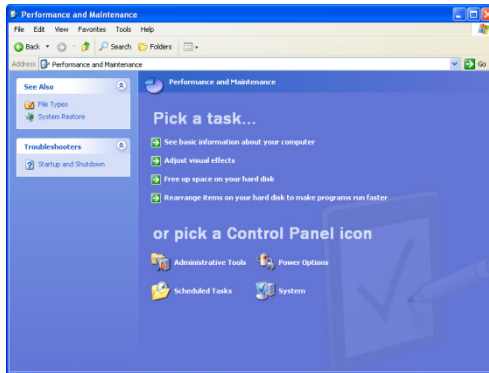 Performance and Maintenance
File Edit View Favorites Tools Help
Back Search Folders
Address Performance and Maintenance Go
See Also
File Types
System Restore
Troubleshooters
Startup and Shutdown
Performance and Maintenance
Pick a task...
See basic information about your computer
Adjust visual effects
Free up space on your hard disk
Rearrange items on your hard disk to make programs run faster
or pick a Control Panel icon
Administrative Tools Power Options
Scheduled Tasks System